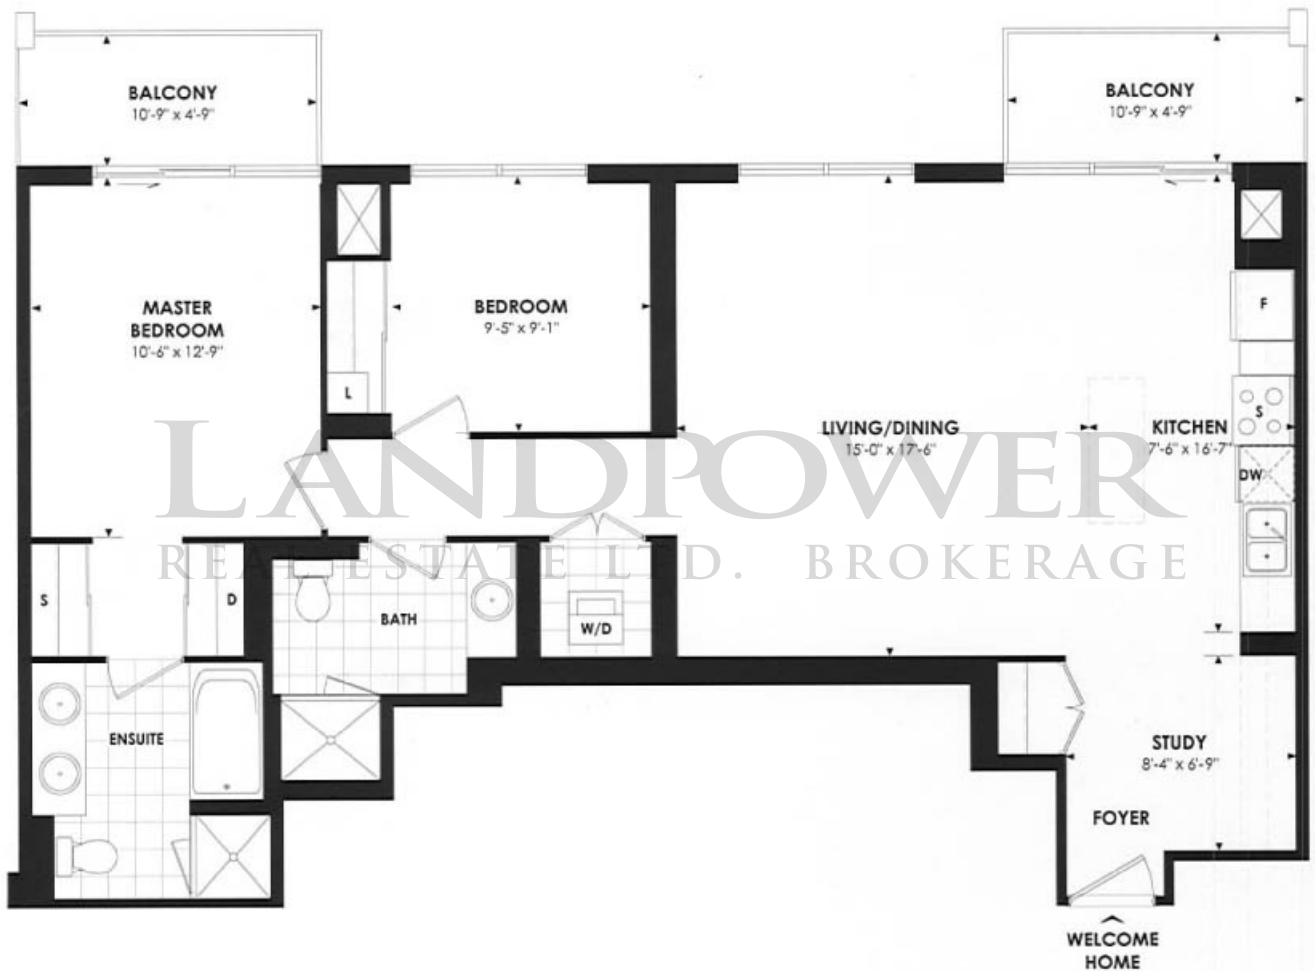 BALCONY
10'-9" x 4'-9"
BALCONY
10'-9" x 4'-9"
MASTER
BEDROOM
10'-6" x 12'-9"
BEDROOM
9'-5" x 9'-1"
F
L
S
LIVING/DINING
15'-0" x 17'-6"
KITCHEN
7'-6" x 16'-7"
DW
LANDPOWER
REAL ESTATE LTD. BROKERAGE
S
D
BATH
W/D
ENSUITE
STUDY
8'-4" x 6'-9"
FOYER
WELCOME
HOME